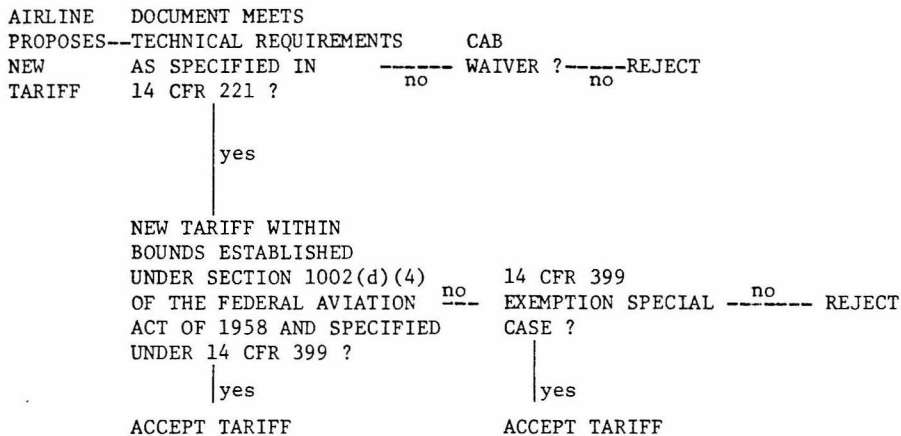 AIRLINE DOCUMENT MEETS
PROPOSES--TECHNICAL REQUIREMENTS CAB
NEW AS SPECIFIED IN ------ WAIVER ?-----REJECT
no no
TARIFF 14 CFR 221 ?
yes
NEW TARIFF WITHIN
BOUNDS ESTABLISHED
UNDER SECTION 1002(d)(4) 14 CFR 399
OF THE FEDERAL AVIATION no --- EXEMPTION SPECIAL --no----- REJECT
ACT OF 1958 AND SPECIFIED CASE ?
UNDER 14 CFR 399 ?
yes yes
ACCEPT TARIFF ACCEPT TARIFF